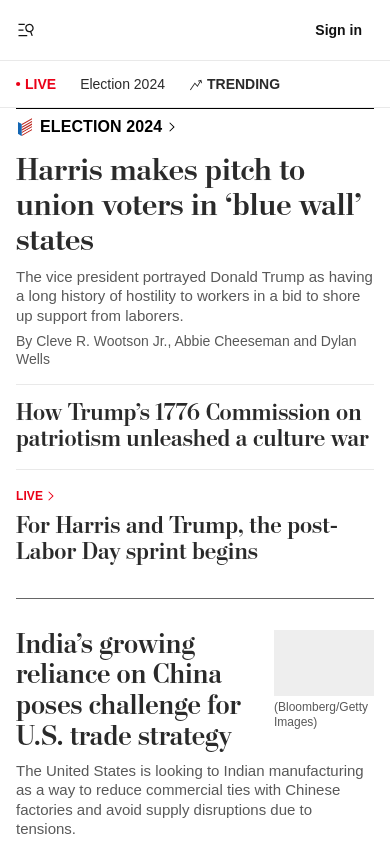 Sign in
LIVE
Election 2024
TRENDING
ELECTION 2024
Harris makes pitch to
union voters in ‘blue wall’
states
The vice president portrayed Donald Trump as having
a long history of hostility to workers in a bid to shore
up support from laborers.
By Cleve R. Wootson Jr., Abbie Cheeseman and Dylan
Wells
How Trump’s 1776 Commission on
patriotism unleashed a culture war
LIVE
For Harris and Trump, the post-
Labor Day sprint begins
India’s growing
reliance on China
poses challenge for
U.S. trade strategy
(Bloomberg/Getty
Images)
The United States is looking to Indian manufacturing
as a way to reduce commercial ties with Chinese
factories and avoid supply disruptions due to
tensions.